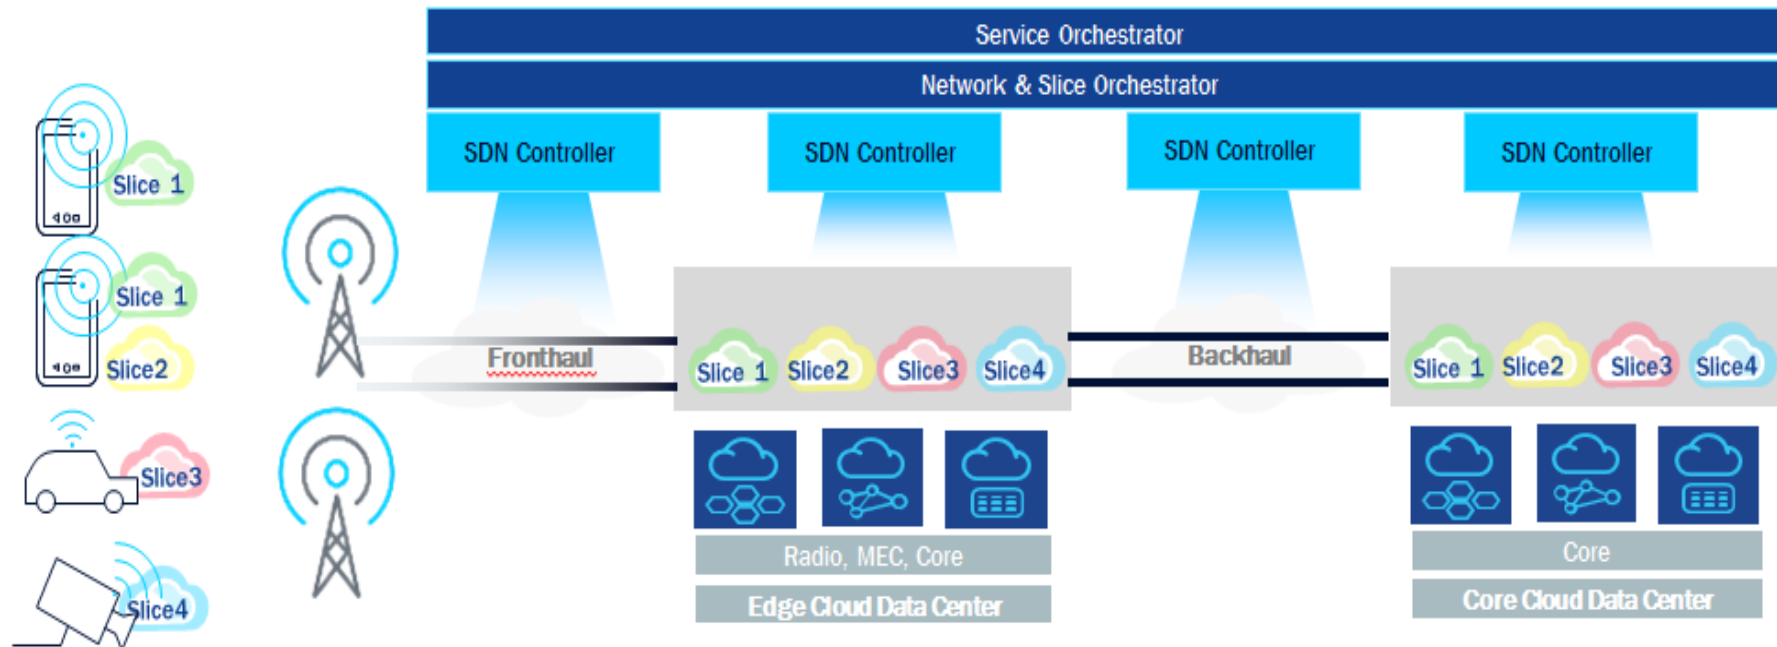 Service Orchestrator
Network & Slice Orchestrator
SDN Controller
SDN Controller
SDN Controller
SDN Controller
Slice 1
Slice 1
Slice2
Slice3
Slice4
Fronthaul
Slice 1
Slice2
Slice3
Slice4
Backhaul
Slice 1
Slice2
Slice3
Slice4
Radio, MEC, Core
Edge Cloud Data Center
Core
Core Cloud Data Center